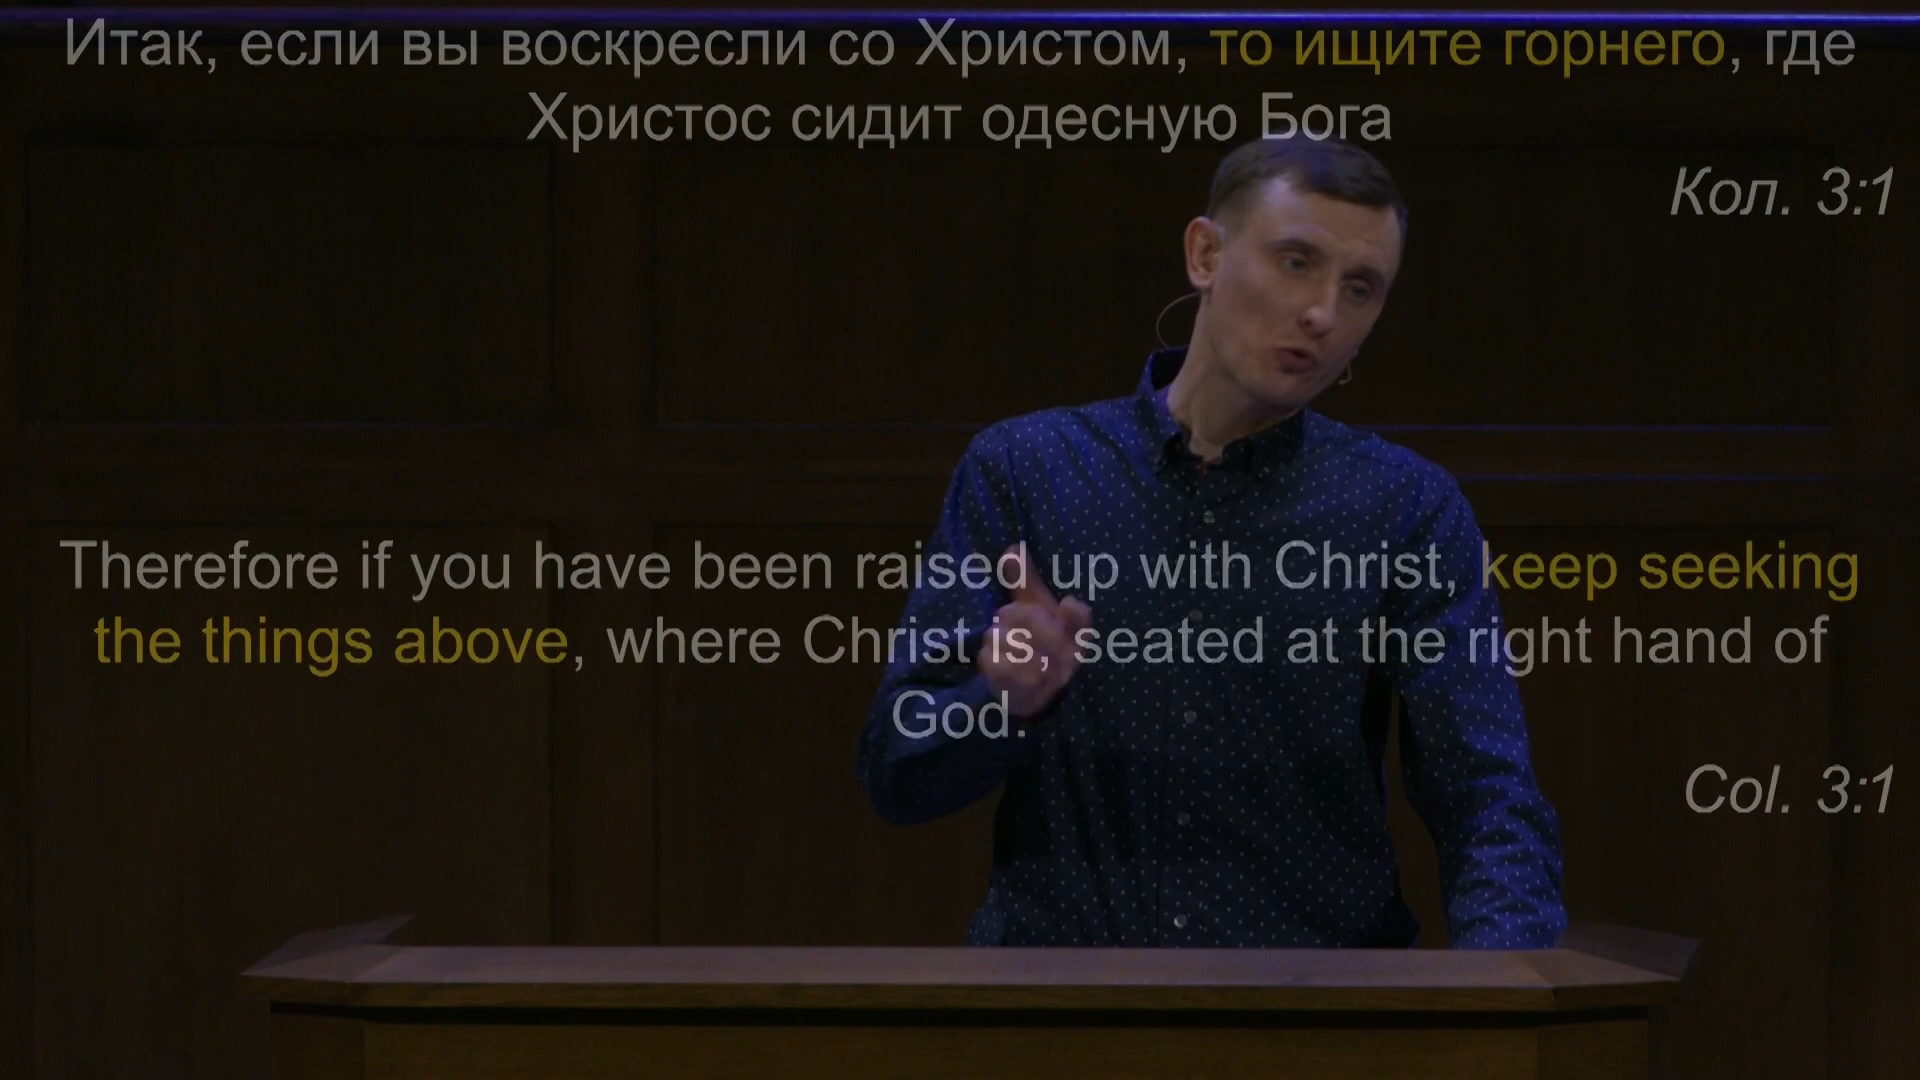 Итак, если вы воскресли со Христом, то ищите горнего, где
Христос сидит одесную Бога
Кол. 3:1
Therefore if you have been raised up with Christ, keep seeking
the things above, where Christ is, seated at the right hand of
God.
Col. 3:1